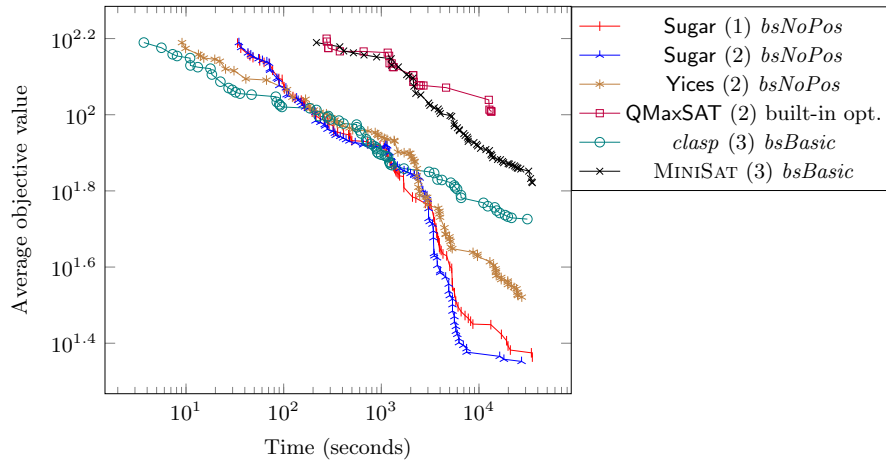 Average objective value
10^2.2
10^2
10^1.8
10^1.6
10^1.4
10^1
10^2
10^3
10^4
Time (seconds)
Sugar (1) bsNoPos
Sugar (2) bsNoPos
Yices (2) bsNoPos
QMaxSAT (2) built-in opt.
clasp (3) bsBasic
MINISAT (3) bsBasic